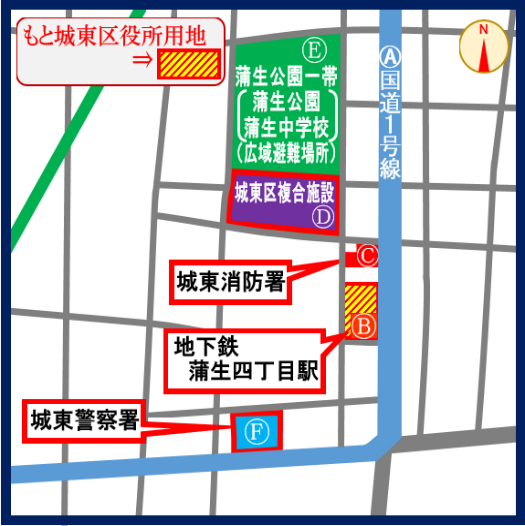 もと城東区役所用地
⇒
N
Ⓔ
蒲生公園一帯
蒲生公園
蒲生中学校
(広域避難場所)
Ⓐ国道1号線
城東区複合施設
Ⓓ
Ⓒ
城東消防署
Ⓑ
地下鉄
蒲生四丁目駅
城東警察署
Ⓕ